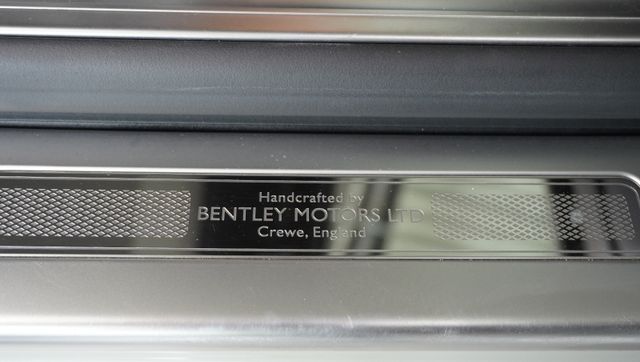 Handcrafted by
BENTLEY MOTORS LTD
Crewe, England